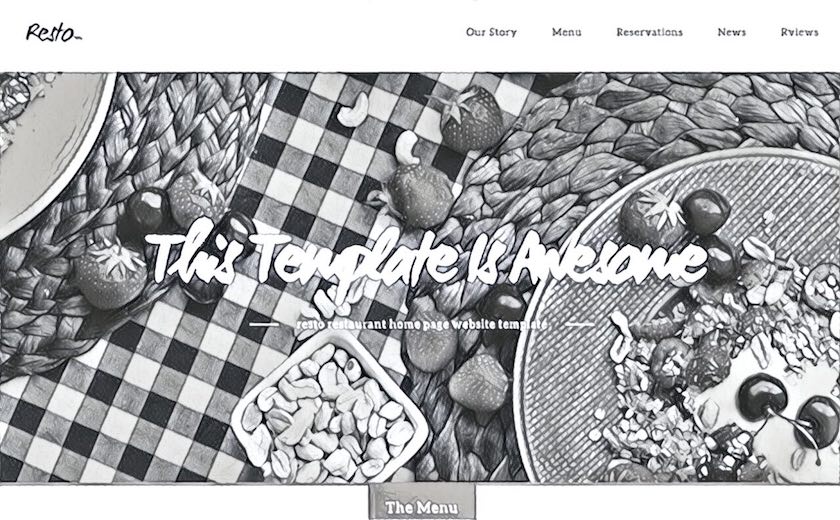 Resto
Our Story Menu Reservations News Rviews
This Template Is Awesome
resto restaurant home page website template
The Menu